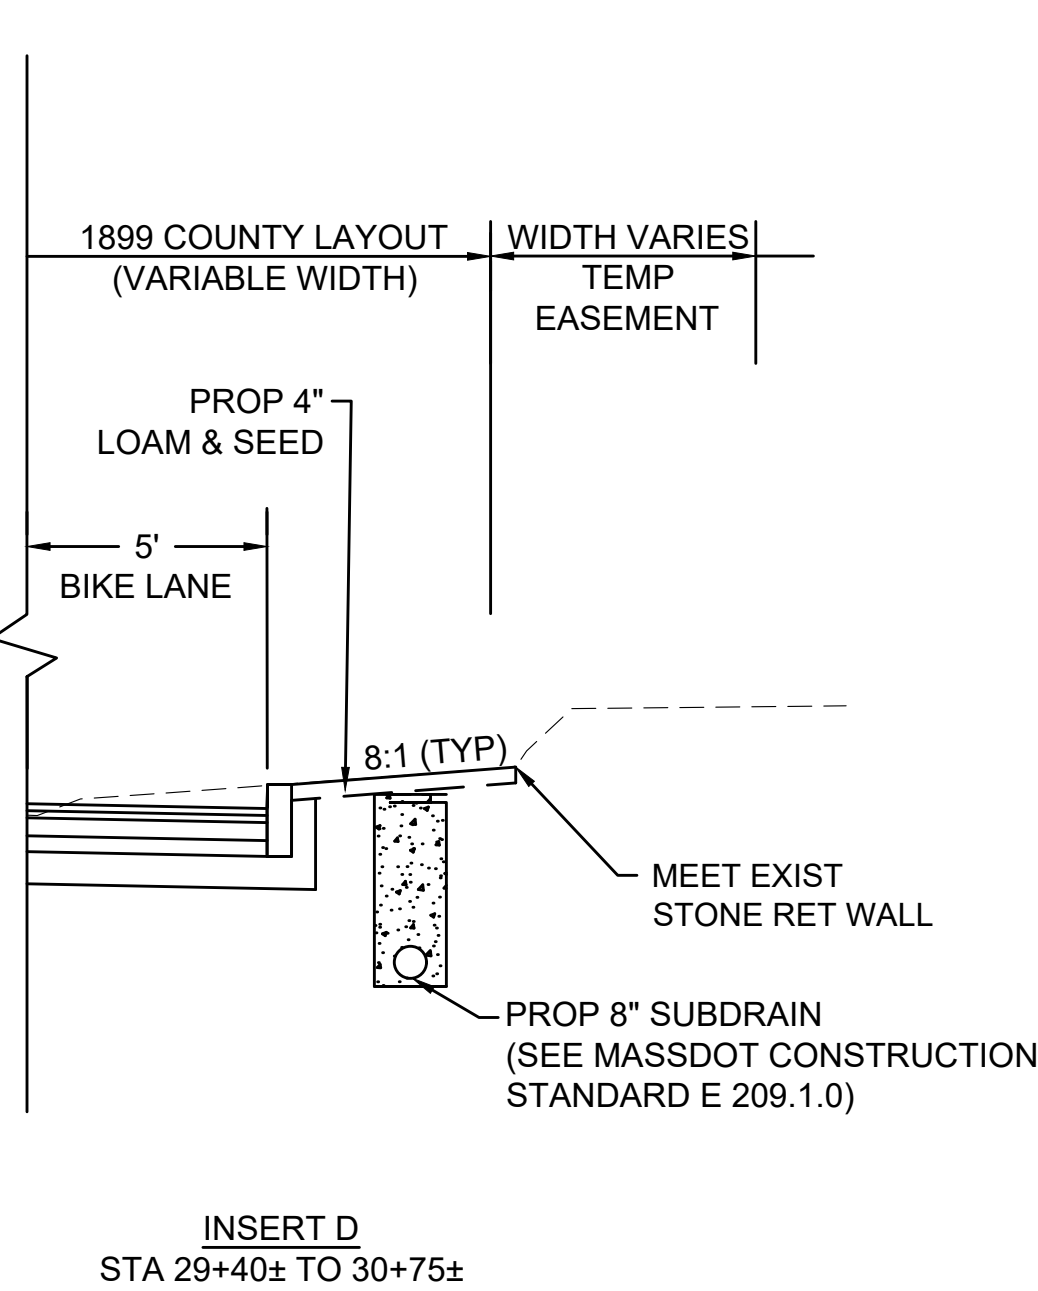 1899 COUNTY LAYOUT
(VARIABLE WIDTH)
WIDTH VARIES
TEMP
EASEMENT
PROP 4"
LOAM & SEED
5'
BIKE LANE
8:1 (TYP)
MEET EXIST
STONE RET WALL
PROP 8" SUBDRAIN
(SEE MASSDOT CONSTRUCTION
STANDARD E 209.1.0)
INSERT D
STA 29+40± TO 30+75±